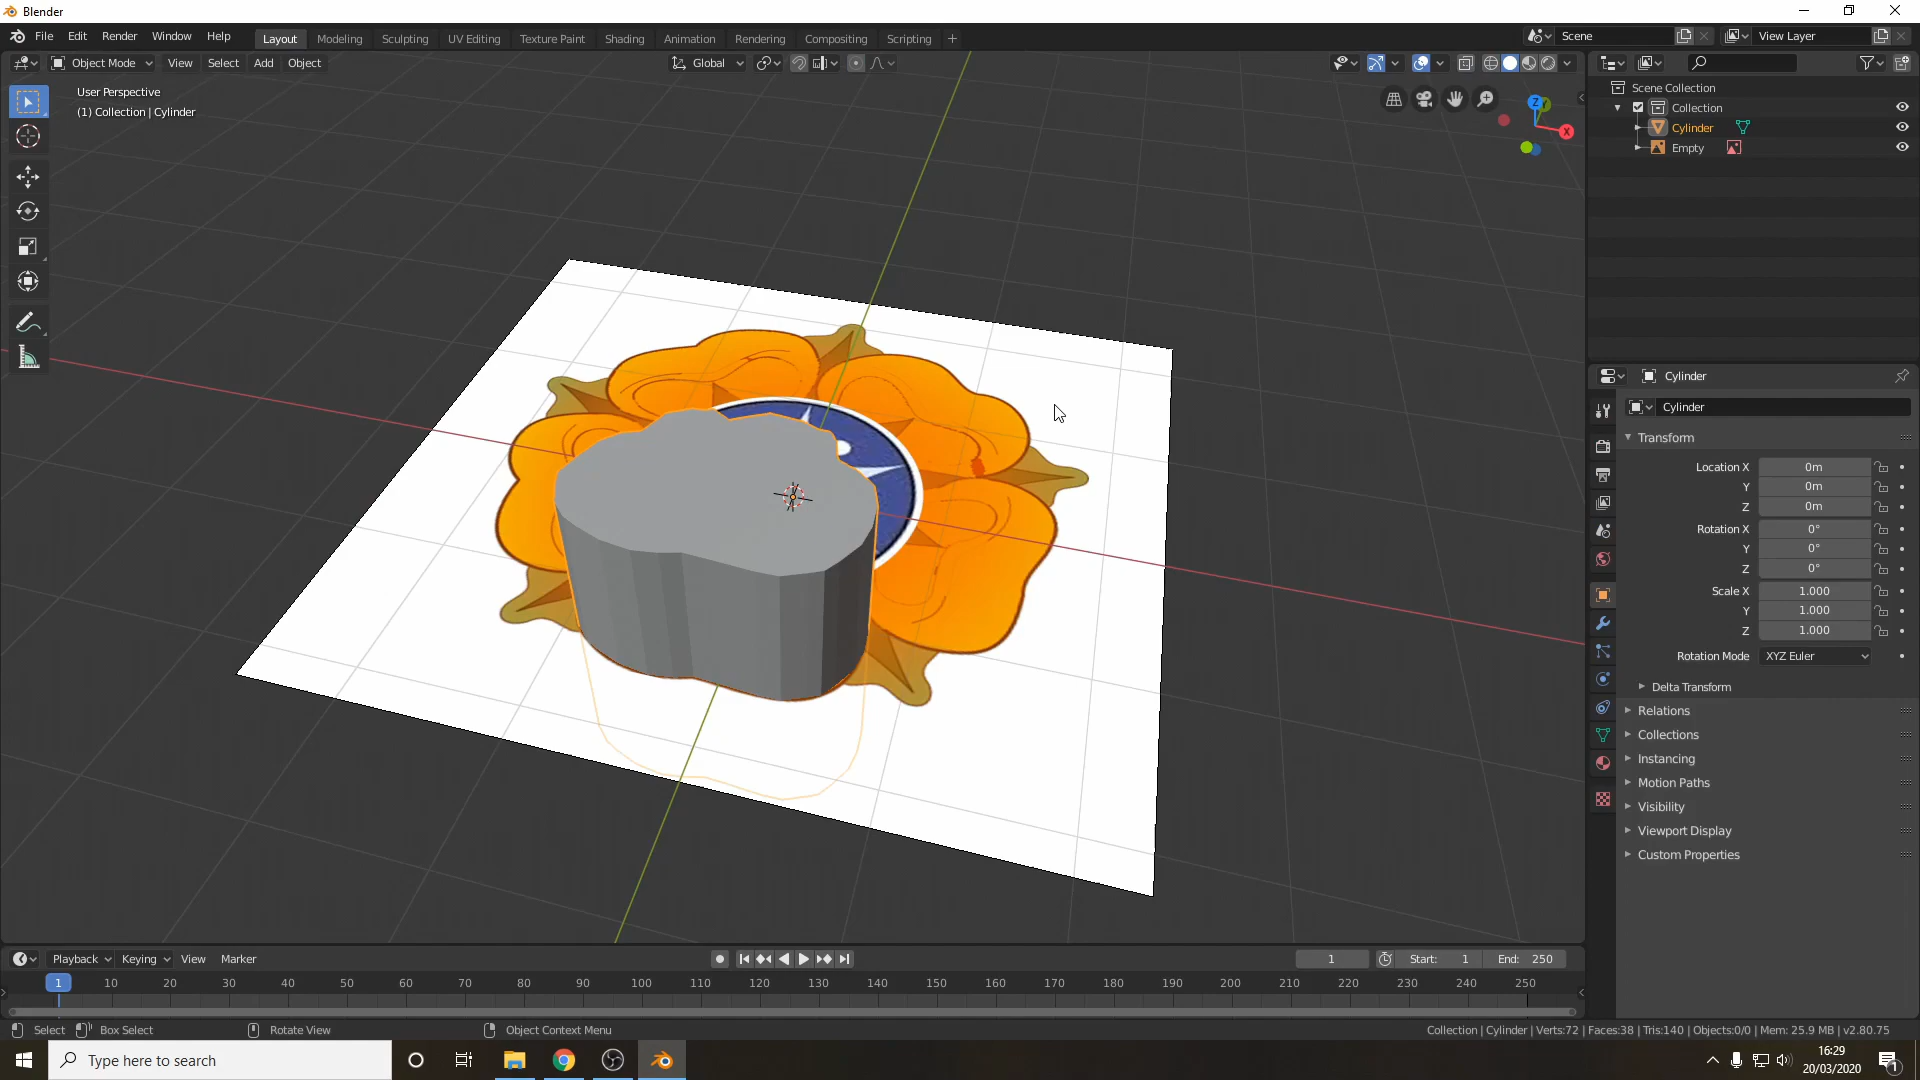 Blender
File Edit Render Window Help
Layout Modeling Sculpting UV Editing Texture Paint Shading Animation Rendering Compositing Scripting +
Scene
View Layer
Object Mode View Select Add Object
Global
User Perspective
(1) Collection | Cylinder
Z
X
Scene Collection
Collection
Cylinder
Empty
Cylinder
Cylinder
Transform
Location X 0m
Y 0m
Z 0m
Rotation X 0°
Y 0°
Z 0°
Scale X 1.000
Y 1.000
Z 1.000
Rotation Mode XYZ Euler
Delta Transform
Relations
Collections
Instancing
Motion Paths
Visibility
Viewport Display
Custom Properties
Playback Keying View Marker
1 Start: 1 End: 250
1 10 20 30 40 50 60 70 80 90 100 110 120 130 140 150 160 170 180 190 200 210 220 230 240 250
Select Box Select Rotate View Object Context Menu
Collection | Cylinder | Verts:72 | Faces:38 | Tris:140 | Objects:0/0 | Mem: 25.9 MB | v2.80.75
Type here to search
16:29
20/03/2020
1